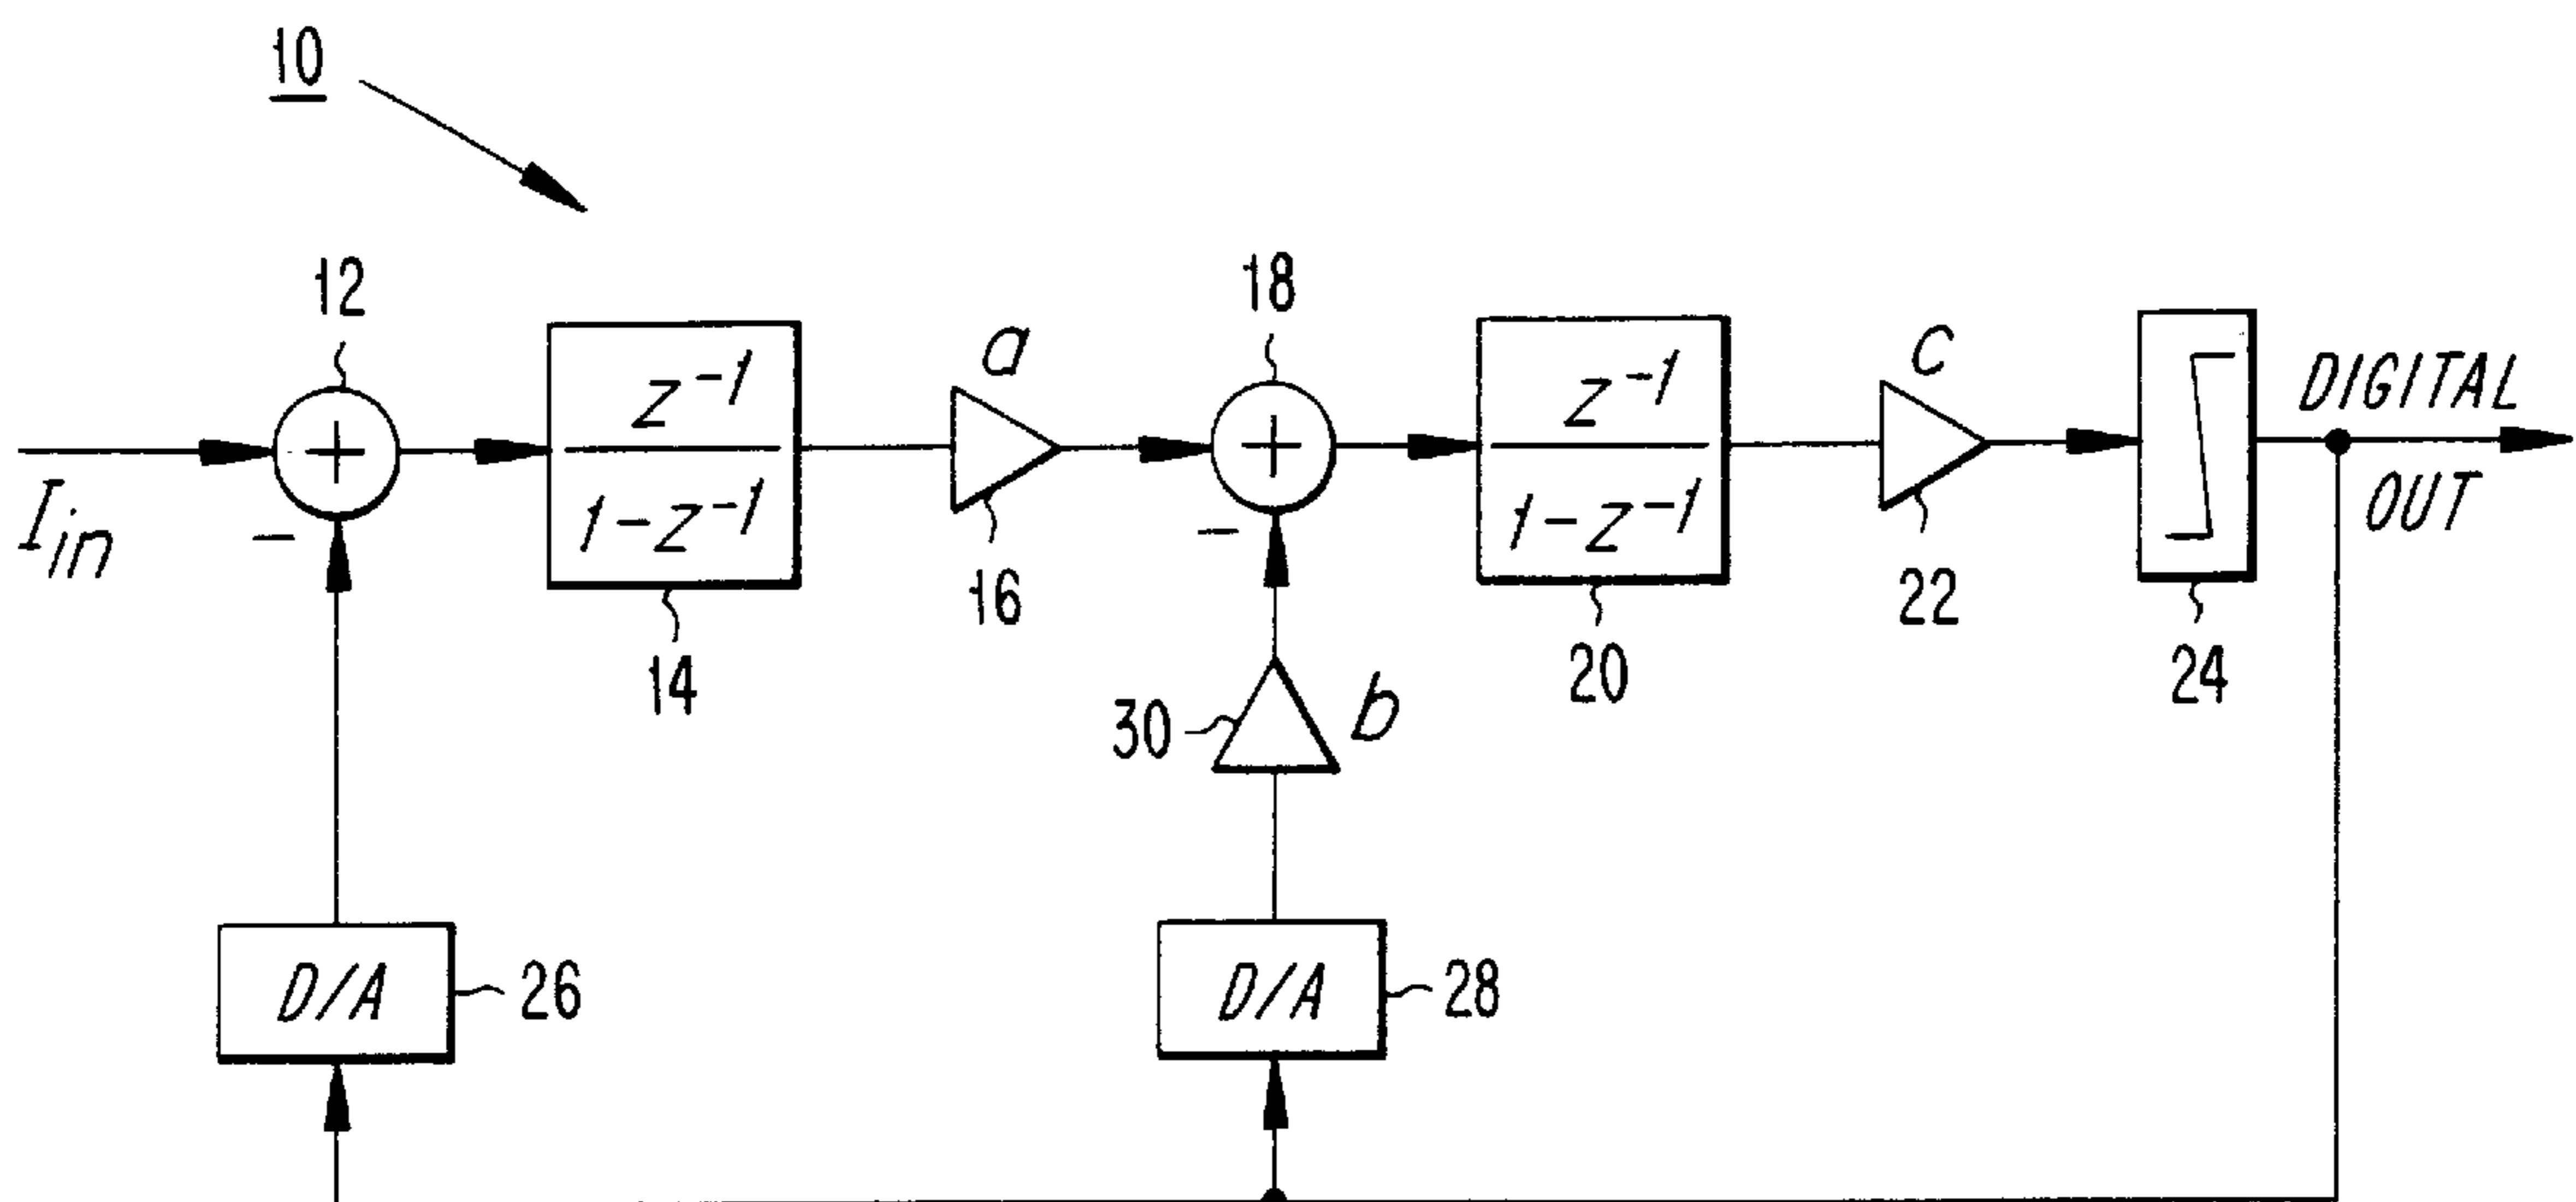 10
12
18
a
c
z⁻¹
1-z⁻¹
z⁻¹
1-z⁻¹
DIGITAL
OUT
+
+
I_in
-
-
14
16
20
22
24
30
b
D/A
26
D/A
28